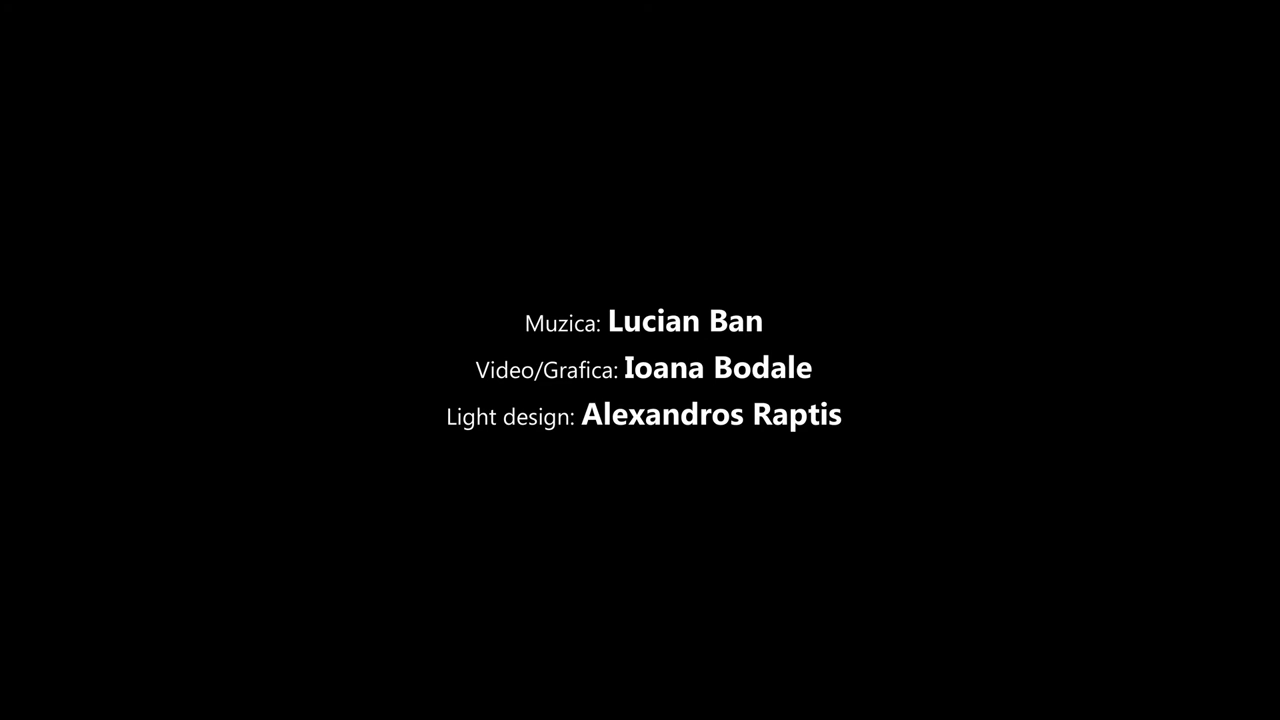 Muzica: Lucian Ban
Video/Grafica: Ioana Bodale
Light design: Alexandros Raptis